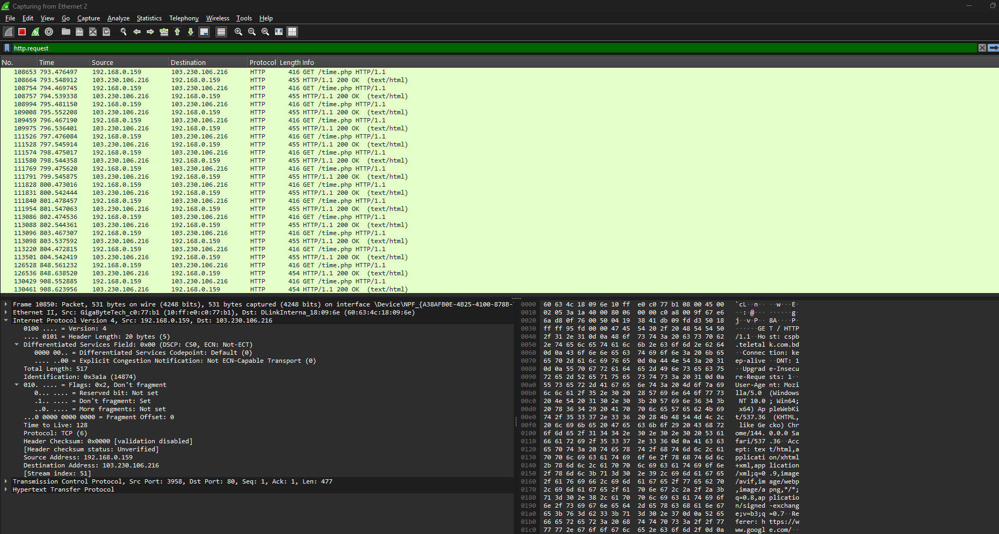 Capturing from Ethernet 2
File Edit View Go Capture Analyze Statistics Telephony Wireless Tools Help
http.request
No. Time Source Destination Protocol Length Info
108653 793.476497 192.168.0.159 103.230.106.216 HTTP 416 GET /time.php HTTP/1.1
108664 793.548912 103.230.106.216 192.168.0.159 HTTP 455 HTTP/1.1 200 OK (text/html)
108754 794.469745 192.168.0.159 103.230.106.216 HTTP 416 GET /time.php HTTP/1.1
108757 794.539338 103.230.106.216 192.168.0.159 HTTP 455 HTTP/1.1 200 OK (text/html)
108994 795.481150 192.168.0.159 103.230.106.216 HTTP 416 GET /time.php HTTP/1.1
109008 795.552208 103.230.106.216 192.168.0.159 HTTP 455 HTTP/1.1 200 OK (text/html)
109459 796.467190 192.168.0.159 103.230.106.216 HTTP 416 GET /time.php HTTP/1.1
109975 796.536401 103.230.106.216 192.168.0.159 HTTP 455 HTTP/1.1 200 OK (text/html)
111526 797.476084 192.168.0.159 103.230.106.216 HTTP 416 GET /time.php HTTP/1.1
111528 797.545914 103.230.106.216 192.168.0.159 HTTP 455 HTTP/1.1 200 OK (text/html)
111574 798.475017 192.168.0.159 103.230.106.216 HTTP 416 GET /time.php HTTP/1.1
111580 798.544358 103.230.106.216 192.168.0.159 HTTP 455 HTTP/1.1 200 OK (text/html)
111769 799.475620 192.168.0.159 103.230.106.216 HTTP 416 GET /time.php HTTP/1.1
111791 799.545875 103.230.106.216 192.168.0.159 HTTP 455 HTTP/1.1 200 OK (text/html)
111828 800.473016 192.168.0.159 103.230.106.216 HTTP 416 GET /time.php HTTP/1.1
111831 800.542444 103.230.106.216 192.168.0.159 HTTP 455 HTTP/1.1 200 OK (text/html)
111840 801.478457 192.168.0.159 103.230.106.216 HTTP 416 GET /time.php HTTP/1.1
111954 801.547063 103.230.106.216 192.168.0.159 HTTP 455 HTTP/1.1 200 OK (text/html)
113086 802.474536 192.168.0.159 103.230.106.216 HTTP 416 GET /time.php HTTP/1.1
113088 802.544361 103.230.106.216 192.168.0.159 HTTP 455 HTTP/1.1 200 OK (text/html)
113096 803.467307 192.168.0.159 103.230.106.216 HTTP 416 GET /time.php HTTP/1.1
113098 803.537592 103.230.106.216 192.168.0.159 HTTP 455 HTTP/1.1 200 OK (text/html)
113220 804.472815 192.168.0.159 103.230.106.216 HTTP 416 GET /time.php HTTP/1.1
113501 804.542419 103.230.106.216 192.168.0.159 HTTP 455 HTTP/1.1 200 OK (text/html)
126528 848.561232 192.168.0.159 103.230.106.216 HTTP 416 GET /time.php HTTP/1.1
126536 848.638520 103.230.106.216 192.168.0.159 HTTP 454 HTTP/1.1 200 OK (text/html)
130429 908.552885 192.168.0.159 103.230.106.216 HTTP 416 GET /time.php HTTP/1.1
130461 908.623956 103.230.106.216 192.168.0.159 HTTP 454 HTTP/1.1 200 OK (text/html)
Frame 10850: Packet, 531 bytes on wire (4248 bits), 531 bytes captured (4248 bits) on interface \Device\NPF_{A38AFB0E-4B25-4100-878B-
Ethernet II, Src: GigaByteTech_c0:77:b1 (10:ff:e0:c0:77:b1), Dst: DLinkInterna_18:09:6e (60:63:4c:18:09:6e)
Internet Protocol Version 4, Src: 192.168.0.159, Dst: 103.230.106.216
0100 .... = Version: 4
.... 0101 = Header Length: 20 bytes (5)
Differentiated Services Field: 0x00 (DSCP: CS0, ECN: Not-ECT)
0000 00.. = Differentiated Services Codepoint: Default (0)
.... ..00 = Explicit Congestion Notification: Not ECN-Capable Transport (0)
Total Length: 517
Identification: 0x3a1a (14874)
010. .... = Flags: 0x2, Don't fragment
0... .... = Reserved bit: Not set
.1.. .... = Don't fragment: Set
..0. .... = More fragments: Not set
...0 0000 0000 0000 = Fragment Offset: 0
Time to Live: 128
Protocol: TCP (6)
Header Checksum: 0x0000 [validation disabled]
[Header checksum status: Unverified]
Source Address: 192.168.0.159
Destination Address: 103.230.106.216
[Stream index: 51]
Transmission Control Protocol, Src Port: 3958, Dst Port: 80, Seq: 1, Ack: 1, Len: 477
Hypertext Transfer Protocol
0000 60 63 4c 18 09 6e 10 ff e0 c0 77 b1 08 00 45 00 `cL··n····w···E·
0010 02 05 3a 1a 40 00 80 06 00 00 c0 a8 00 9f 67 e6 ··:·@·········g·
0020 6a d8 0f 76 00 50 04 19 38 41 db 09 fd d3 50 18 j··v·P··8A····P·
0030 ff ff 95 fd 00 00 47 45 54 20 2f 20 48 54 54 50 ······GET / HTTP
0040 2f 31 2e 31 0d 0a 48 6f 73 74 3a 20 63 73 70 62 /1.1··Host: cspb
0050 2e 74 65 6c 65 74 61 6c 6b 2e 63 6f 6d 2e 62 64 .teletalk.com.bd
0060 0d 0a 43 6f 6e 6e 65 63 74 69 6f 6e 3a 20 6b 65 ··Connection: ke
0070 65 70 2d 61 6c 69 76 65 0d 0a 44 4e 54 3a 20 31 ep-alive··DNT: 1
0080 0d 0a 55 70 67 72 61 64 65 2d 49 6e 73 65 63 75 ··Upgrade-Insecu
0090 72 65 2d 52 65 71 75 65 73 74 73 3a 20 31 0d 0a re-Requests: 1··
00a0 55 73 65 72 2d 41 67 65 6e 74 3a 20 4d 6f 7a 69 User-Agent: Mozi
00b0 6c 6c 61 2f 35 2e 30 20 28 57 69 6e 64 6f 77 73 lla/5.0 (Windows
00c0 20 4e 54 20 31 30 2e 30 3b 20 57 69 6e 36 34 3b NT 10.0; Win64;
00d0 20 78 36 34 29 20 41 70 70 6c 65 57 65 62 4b 69 x64) AppleWebKi
00e0 74 2f 35 33 37 2e 33 36 20 28 4b 48 54 4d 4c 2c t/537.36 (KHTML,
00f0 20 6c 69 6b 65 20 47 65 63 6b 6f 29 20 43 68 72 like Gecko) Chr
0100 6f 6d 65 2f 31 34 34 2e 30 2e 30 2e 30 20 53 61 ome/144.0.0.0 Sa
0110 66 61 72 69 2f 35 33 37 2e 33 36 0d 0a 41 63 63 fari/537.36··Acc
0120 65 70 74 3a 20 74 65 78 74 2f 68 74 6d 6c 2c 61 ept: text/html,a
0130 70 70 6c 69 63 61 74 69 6f 6e 2f 78 68 74 6d 6c pplication/xhtml
0140 2b 78 6d 6c 2c 61 70 70 6c 69 63 61 74 69 6f 6e +xml,application
0150 2f 78 6d 6c 3b 71 3d 30 2e 39 2c 69 6d 61 67 65 /xml;q=0.9,image
0160 2f 61 76 69 66 2c 69 6d 61 67 65 2f 77 65 62 70 /avif,image/webp
0170 2c 69 6d 61 67 65 2f 61 70 6e 67 2c 2a 2f 2a 3b ,image/apng,*/*;
0180 71 3d 30 2e 38 2c 61 70 70 6c 69 63 61 74 69 6f q=0.8,applicatio
0190 6e 2f 73 69 67 6e 65 64 2d 65 78 63 68 61 6e 67 n/signed-exchang
01a0 65 3b 76 3d 62 33 3b 71 3d 30 2e 37 0d 0a 52 65 e;v=b3;q=0.7··Re
01b0 66 65 72 65 72 3a 20 68 74 74 70 73 3a 2f 2f 77 ferer: https://w
01c0 77 77 2e 67 6f 6f 67 6c 65 2e 63 6f 6d 2f 0d 0a ww.google.com/··